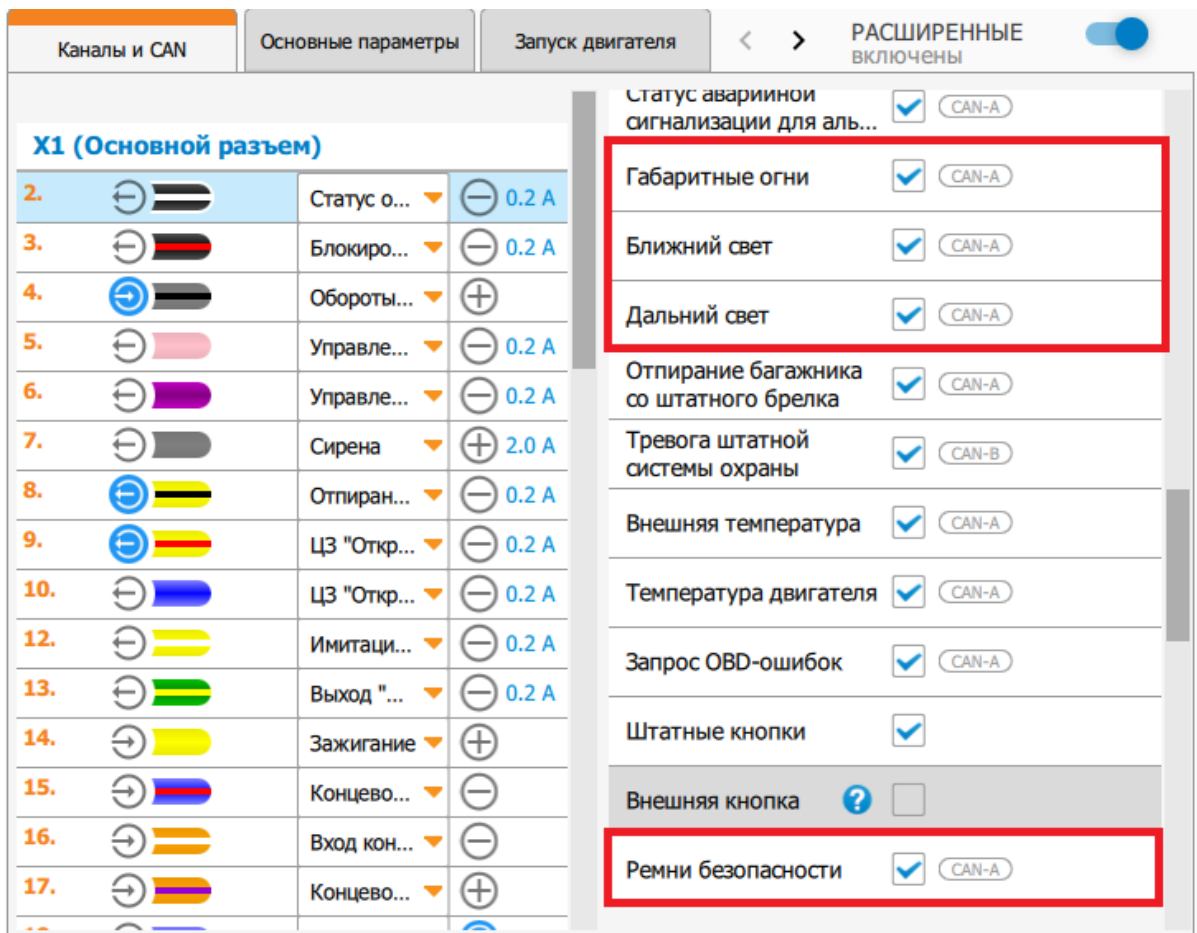 Каналы и CAN
Основные параметры
Запуск двигателя
РАСШИРЕННЫЕ
включены
X1 (Основной разъем)
2. Статус о... 0.2 A
3. Блокиро... 0.2 A
4. Обороты...
5. Управле... 0.2 A
6. Управле... 0.2 A
7. Сирена 2.0 A
8. Отпиран... 0.2 A
9. ЦЗ "Откр... 0.2 A
10. ЦЗ "Откр... 0.2 A
12. Имитаци... 0.2 A
13. Выход "... 0.2 A
14. Зажигание
15. Концево...
16. Вход кон...
17. Концево...
Статус аварийной
сигнализации для аль... CAN-A
Габаритные огни CAN-A
Ближний свет CAN-A
Дальний свет CAN-A
Отпирание багажника
со штатного брелка CAN-A
Тревога штатной
системы охраны CAN-B
Внешняя температура CAN-A
Температура двигателя CAN-A
Запрос OBD-ошибок CAN-A
Штатные кнопки
Внешняя кнопка ?
Ремни безопасности CAN-A